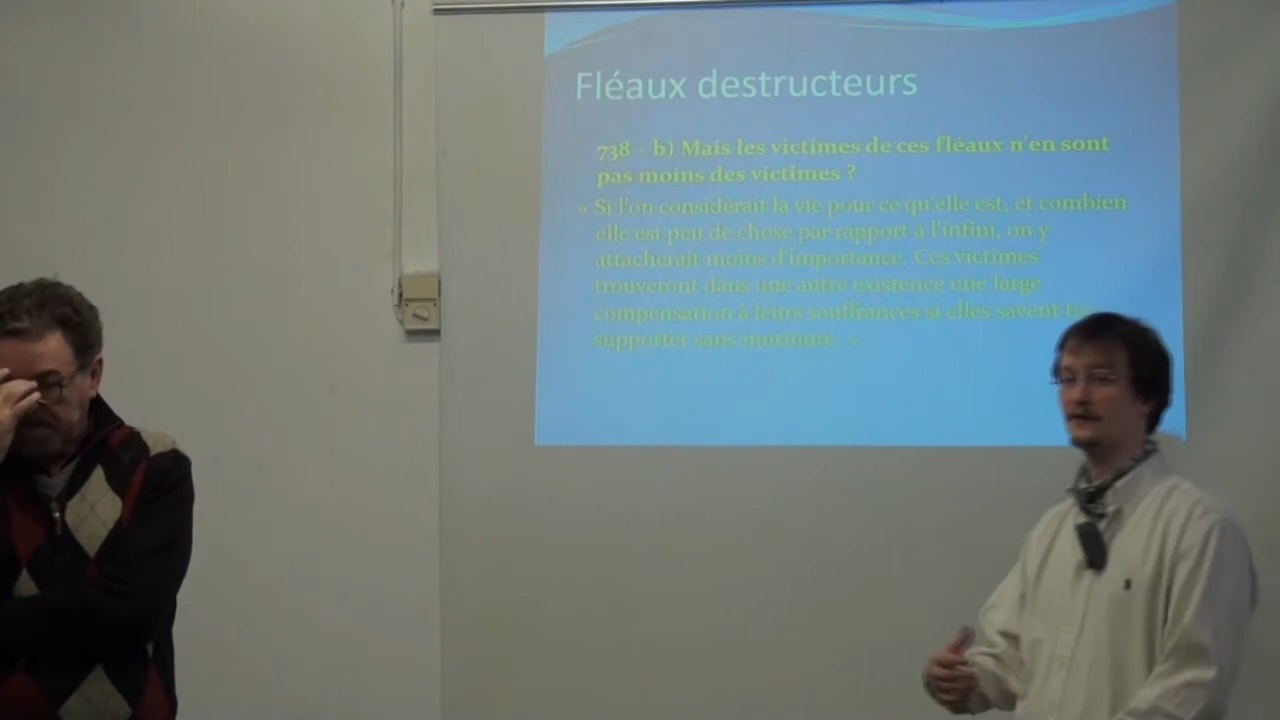 Fléaux destructeurs
738 – b) Mais les victimes de ces fléaux n'en sont
pas moins des victimes ?
« Si l'on considérait la vie pour ce qu'elle est, et combien
elle est peu de chose par rapport à l'infini, on y
attacherait moins d'importance. Ces victimes
trouveront dans une autre existence une large
compensation à leurs souffrances si elles savent
supporter sans murmure. »